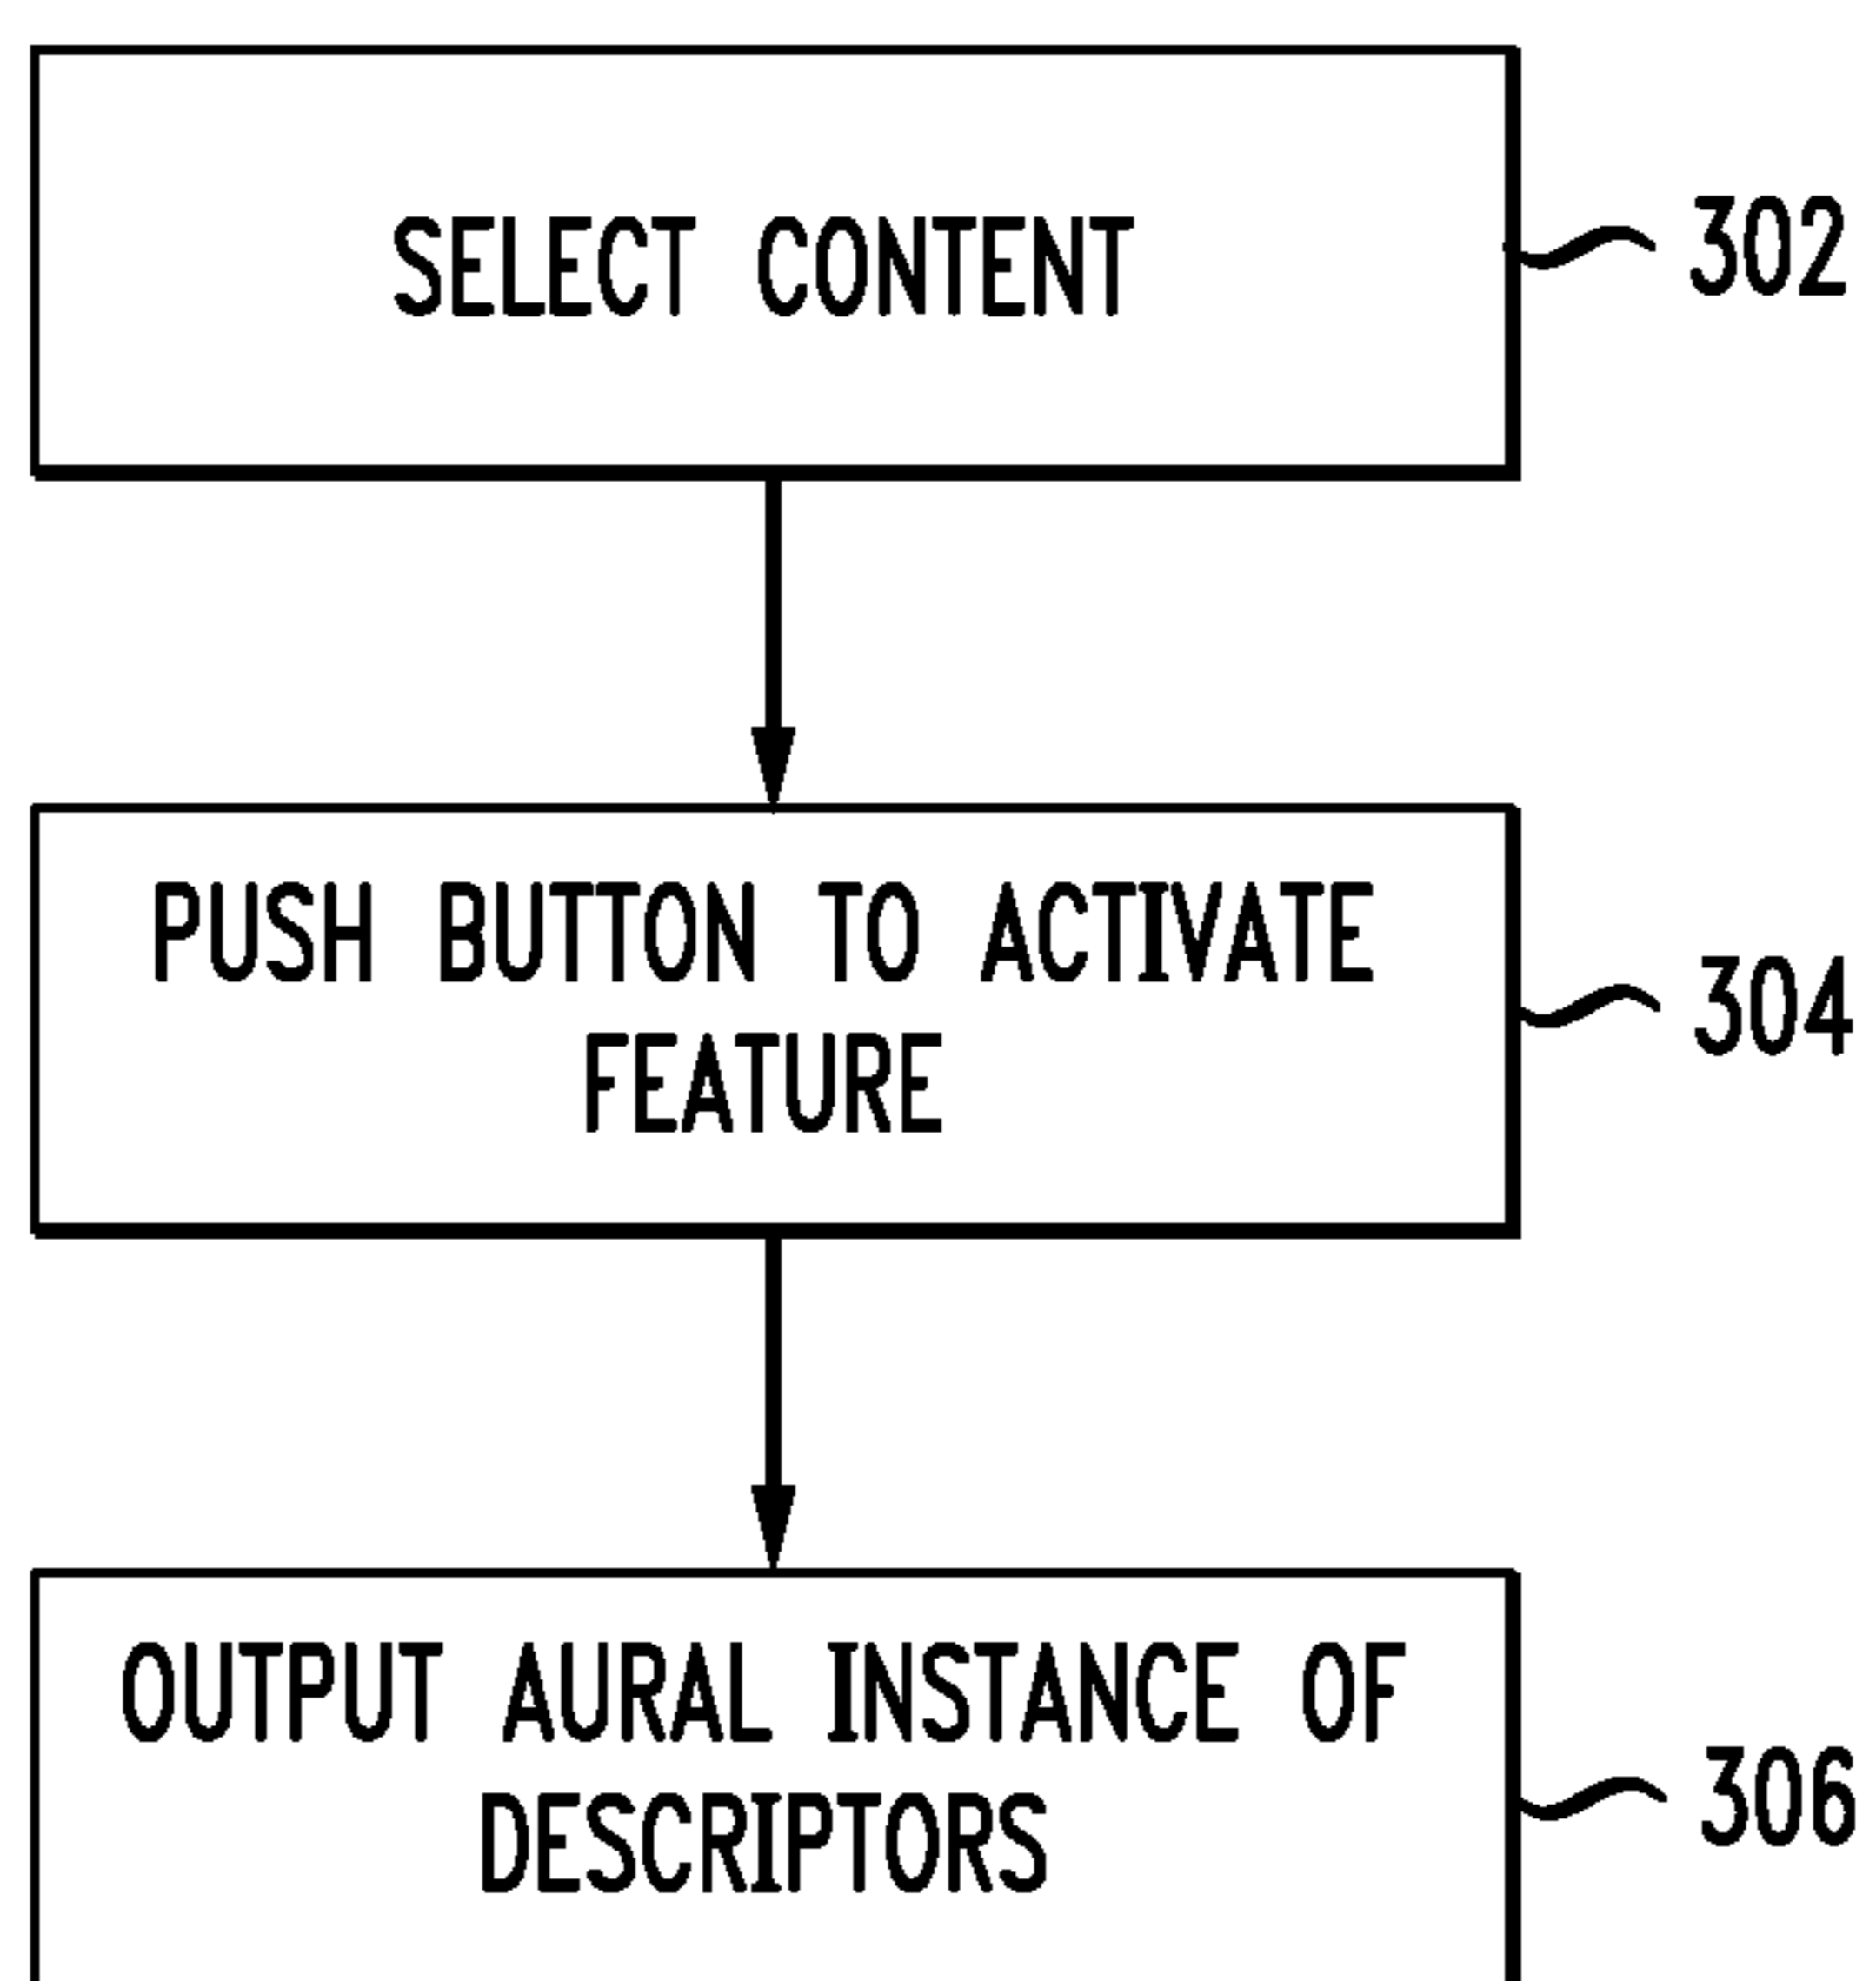 SELECT CONTENT
302
PUSH BUTTON TO ACTIVATE
FEATURE
304
OUTPUT AURAL INSTANCE OF
DESCRIPTORS
306